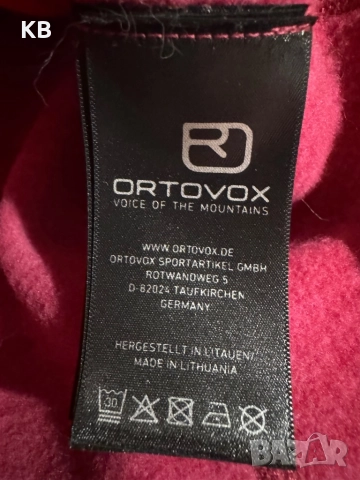 KB
ORTOVOX
VOICE OF THE MOUNTAINS
WWW.ORTOVOX.DE
ORTOVOX SPORTARTIKEL GMBH
ROTWANDWEG 5
D-82024 TAUFKIRCHEN
GERMANY
HERGESTELLT IN LITAUEN/
MADE IN LITHUANIA
30
BAZAR